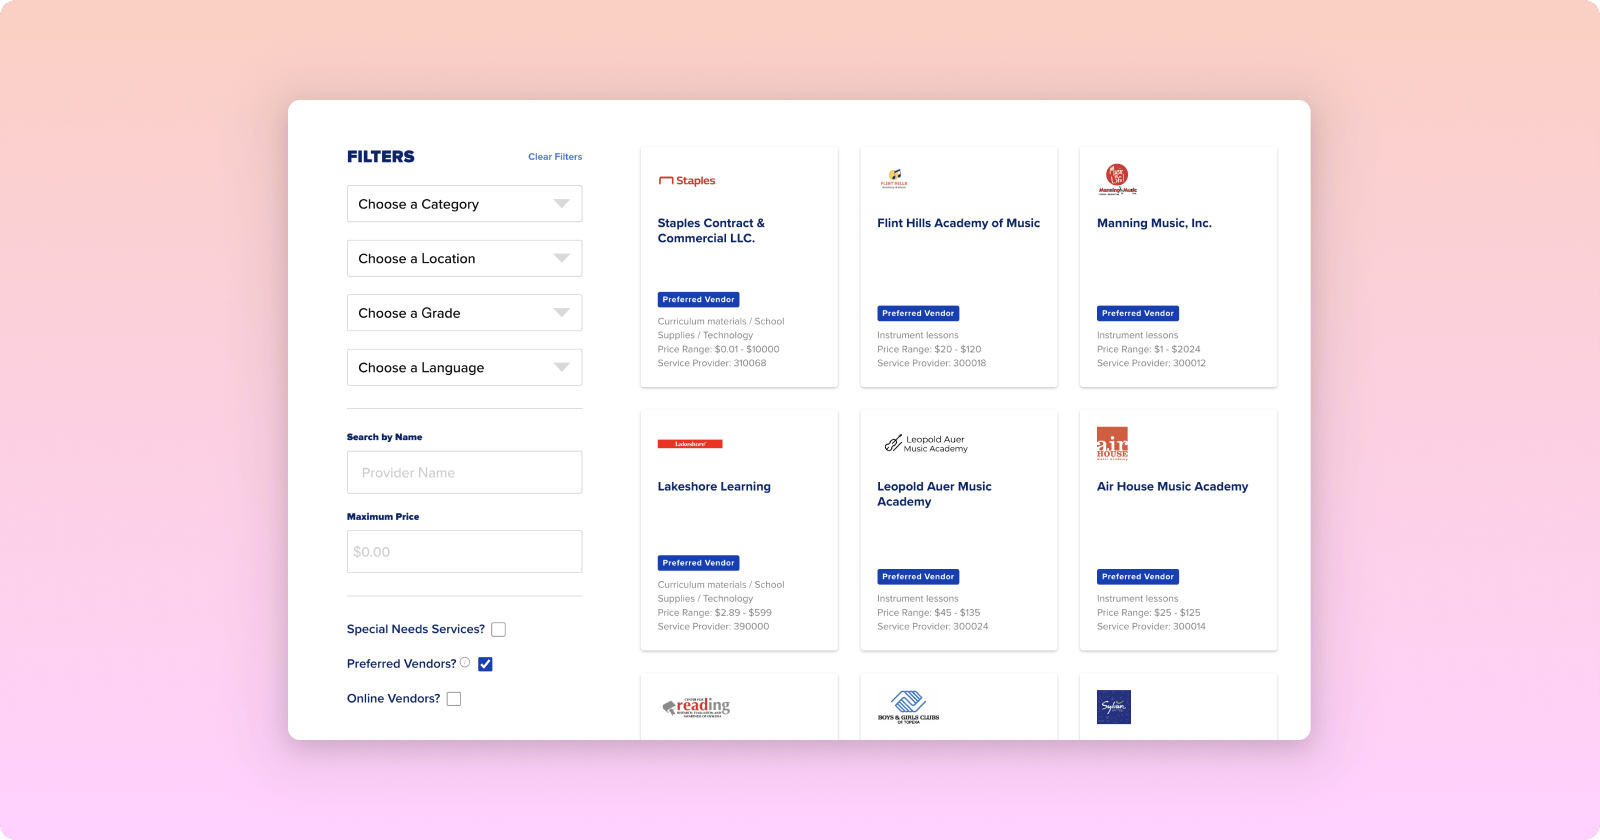 FILTERS
Clear Filters
Choose a Category
Choose a Location
Choose a Grade
Choose a Language
Search by Name
Provider Name
Maximum Price
$0.00
Special Needs Services?
Preferred Vendors?
Online Vendors?
Staples
Staples Contract &
Commercial LLC.
Preferred Vendor
Curriculum materials / School
Supplies / Technology
Price Range: $0.01 - $10000
Service Provider: 310068
FLINT HILLS
Flint Hills Academy of Music
Preferred Vendor
Instrument lessons
Price Range: $20 - $120
Service Provider: 300018
Manning Music
Manning Music, Inc.
Preferred Vendor
Instrument lessons
Price Range: $1 - $2024
Service Provider: 300012
Lakeshore
Lakeshore Learning
Preferred Vendor
Curriculum materials / School
Supplies / Technology
Price Range: $2.89 - $599
Service Provider: 390000
Leopold Auer
Music Academy
Leopold Auer Music
Academy
Preferred Vendor
Instrument lessons
Price Range: $45 - $135
Service Provider: 300024
air
HOUSE
music academy
Air House Music Academy
Preferred Vendor
Instrument lessons
Price Range: $25 - $125
Service Provider: 300014
CENTER FOR
reading
BOYS & GIRLS CLUBS
OF TOPEKA
Sylvan